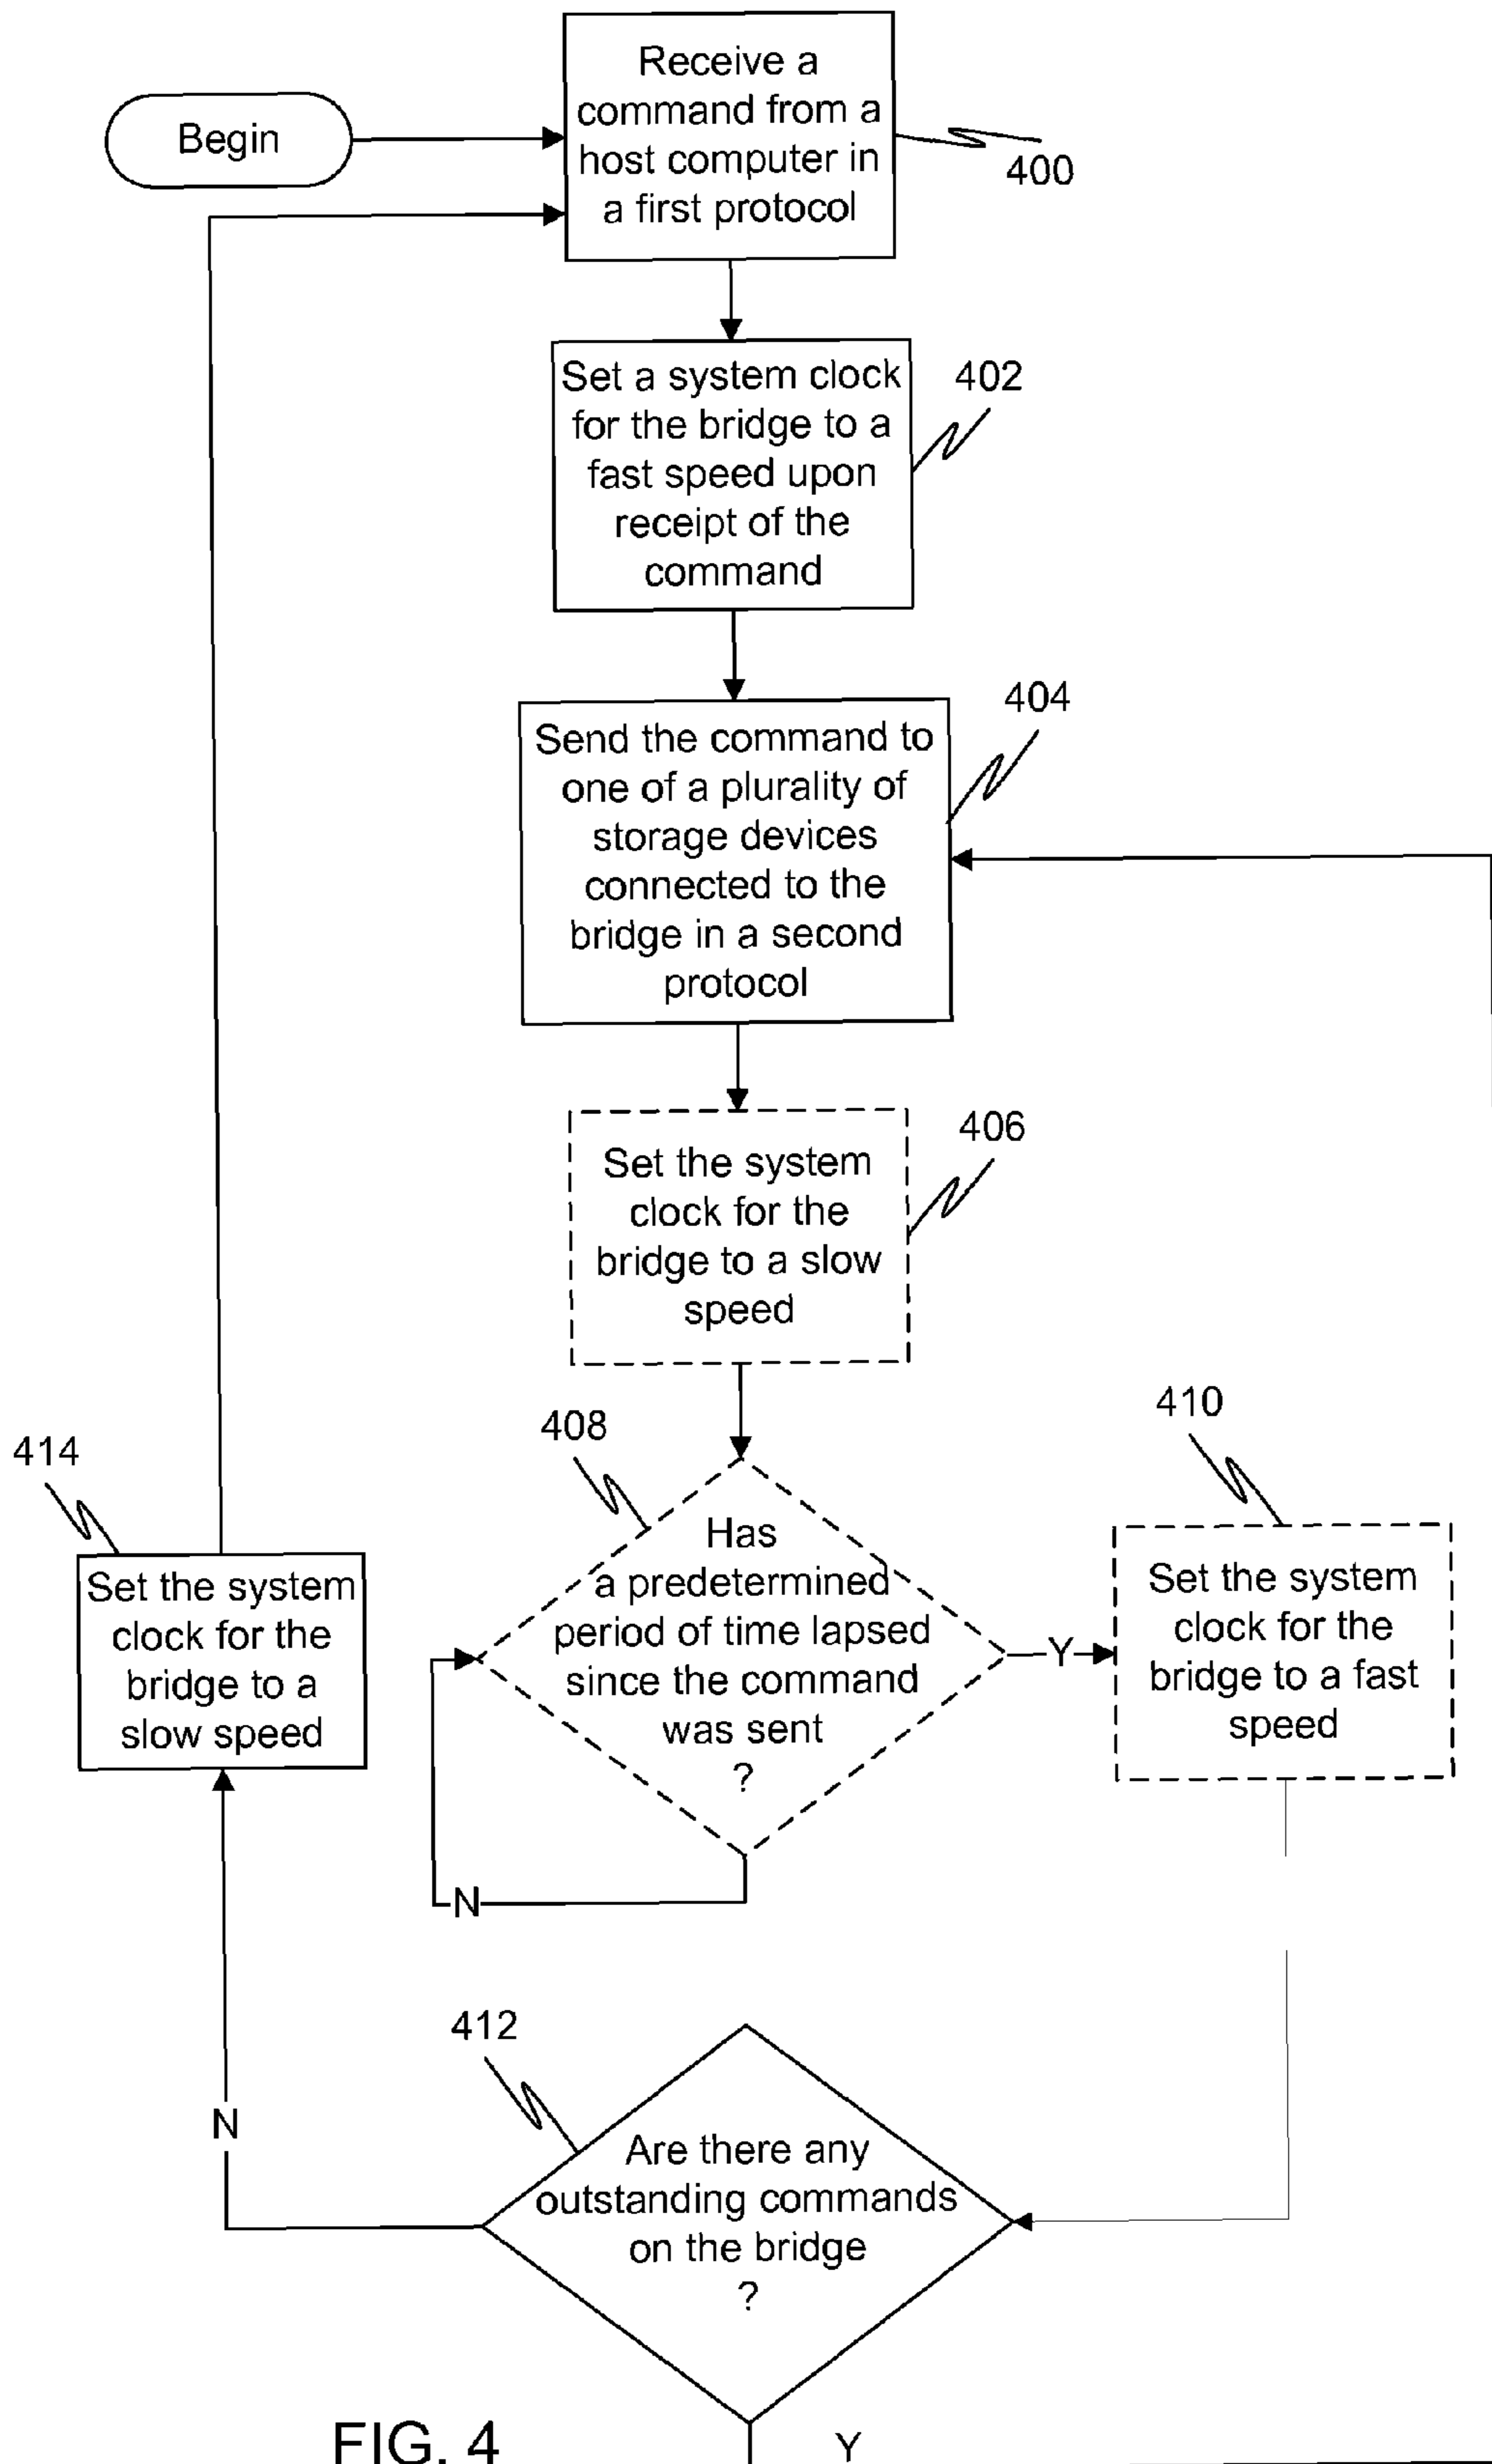 Receive a
command from a
host computer in
a first protocol
Begin
400
Set a system clock
for the bridge to a
fast speed upon
receipt of the
command
402
Send the command to
one of a plurality of
storage devices
connected to the
bridge in a second
protocol
404
Set the system
clock for the
bridge to a slow
speed
406
408
Has
a predetermined
period of time lapsed
since the command
was sent
?
Y
N
410
Set the system
clock for the
bridge to a fast
speed
414
Set the system
clock for the
bridge to a
slow speed
412
Are there any
outstanding commands
on the bridge
?
N
Y
FIG. 4